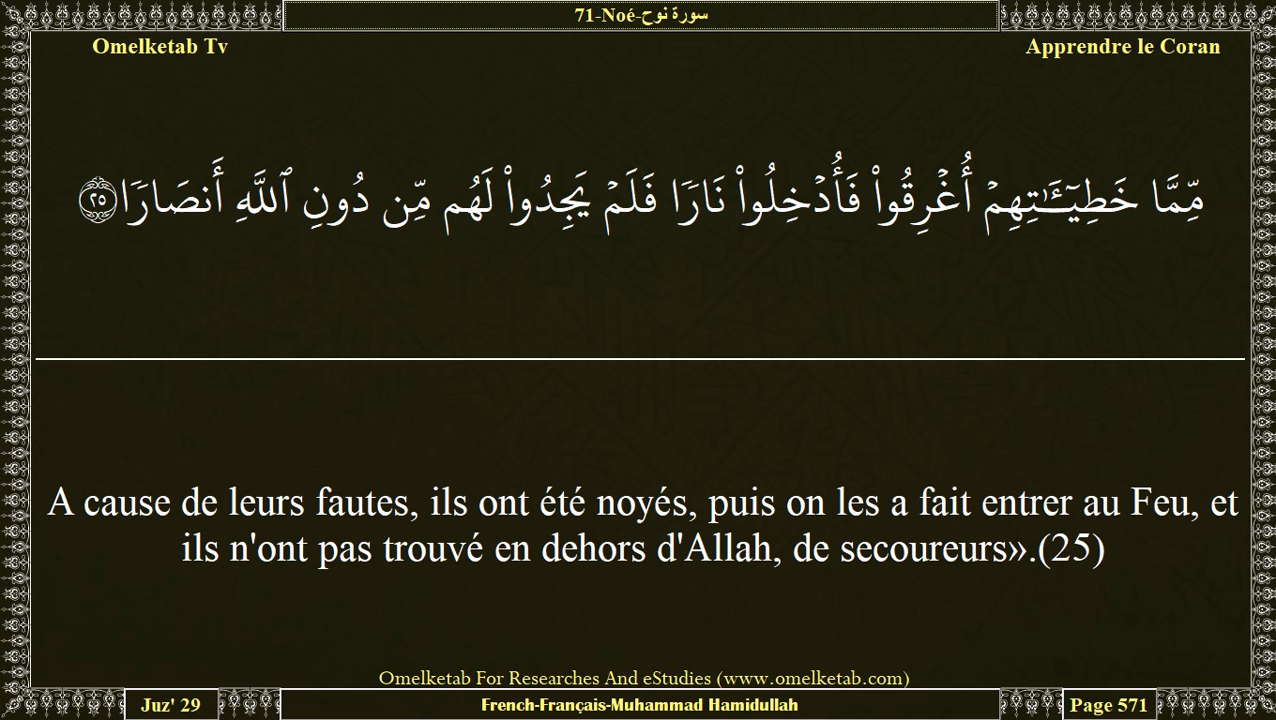 71-Noé-سورة نوح
Omelketab Tv
Apprendre le Coran
مِّمَّا خَطِيـَٔـٰتِهِمۡ أُغۡرِقُواْ فَأُدۡخِلُواْ نَارٗا فَلَمۡ يَجِدُواْ لَهُم مِّن دُونِ ٱللَّهِ أَنصَارٗا ٢٥
A cause de leurs fautes, ils ont été noyés, puis on les a fait entrer au Feu, et
ils n'ont pas trouvé en dehors d'Allah, de secoureurs».(25)
Omelketab For Researches And eStudies (www.omelketab.com)
Juz' 29
French-Français-Muhammad Hamidullah
Page 571